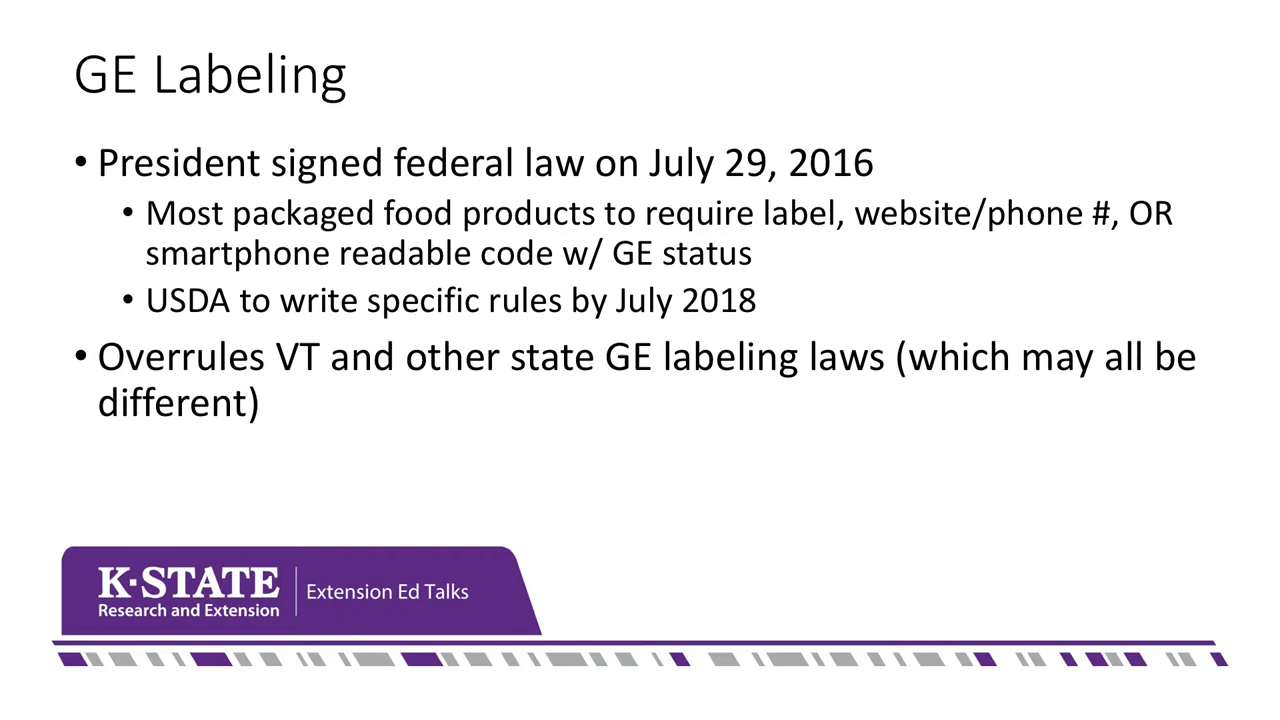 GE Labeling
• President signed federal law on July 29, 2016
• Most packaged food products to require label, website/phone #, OR
smartphone readable code w/ GE status
• USDA to write specific rules by July 2018
• Overrules VT and other state GE labeling laws (which may all be
different)
K·STATE
Research and Extension
Extension Ed Talks